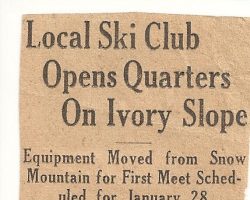 Local Ski Club
Opens Quarters
On Ivory Slope
Equipment Moved from Snow
Mountain for First Meet Sched-
uled for January 28